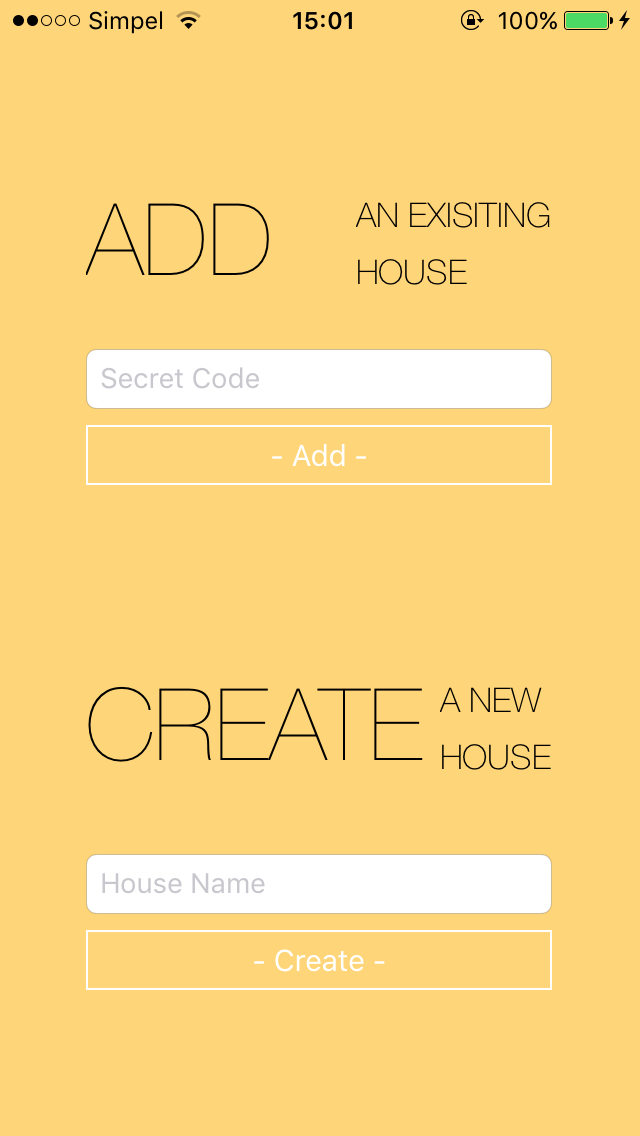 Simpel 15:01 100%
ADD AN EXISITING
HOUSE
Secret Code
- Add -
CREATE A NEW
HOUSE
House Name
- Create -